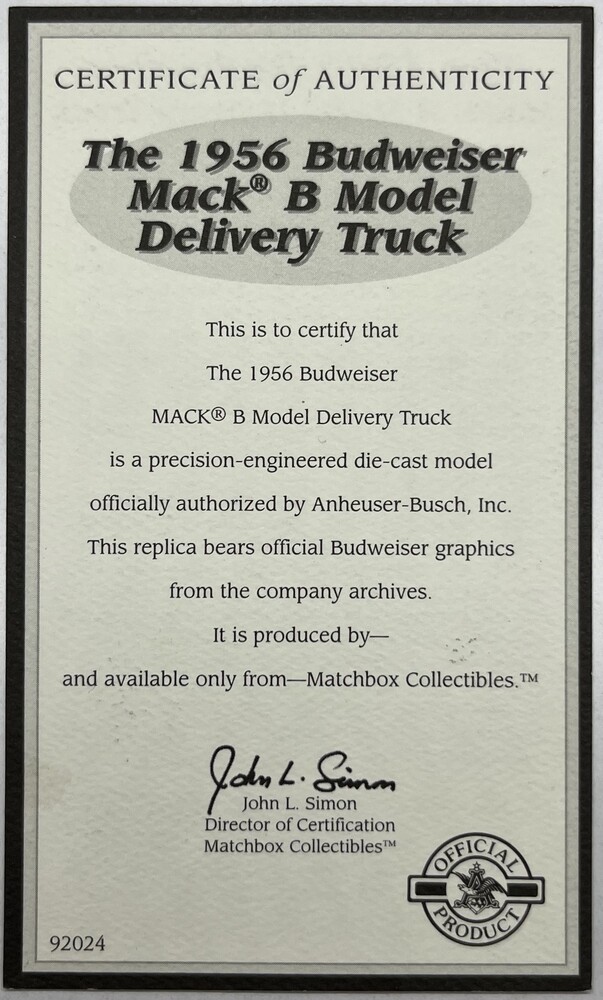 CERTIFICATE of AUTHENTICITY
The 1956 Budweiser
Mack® B Model
Delivery Truck
This is to certify that
The 1956 Budweiser
MACK® B Model Delivery Truck
is a precision-engineered die-cast model
officially authorized by Anheuser-Busch, Inc.
This replica bears official Budweiser graphics
from the company archives.
It is produced by—
and available only from—Matchbox Collectibles.™
John L. Simon
John L. Simon
Director of Certification
Matchbox Collectibles™
OFFICIAL
PRODUCT
92024